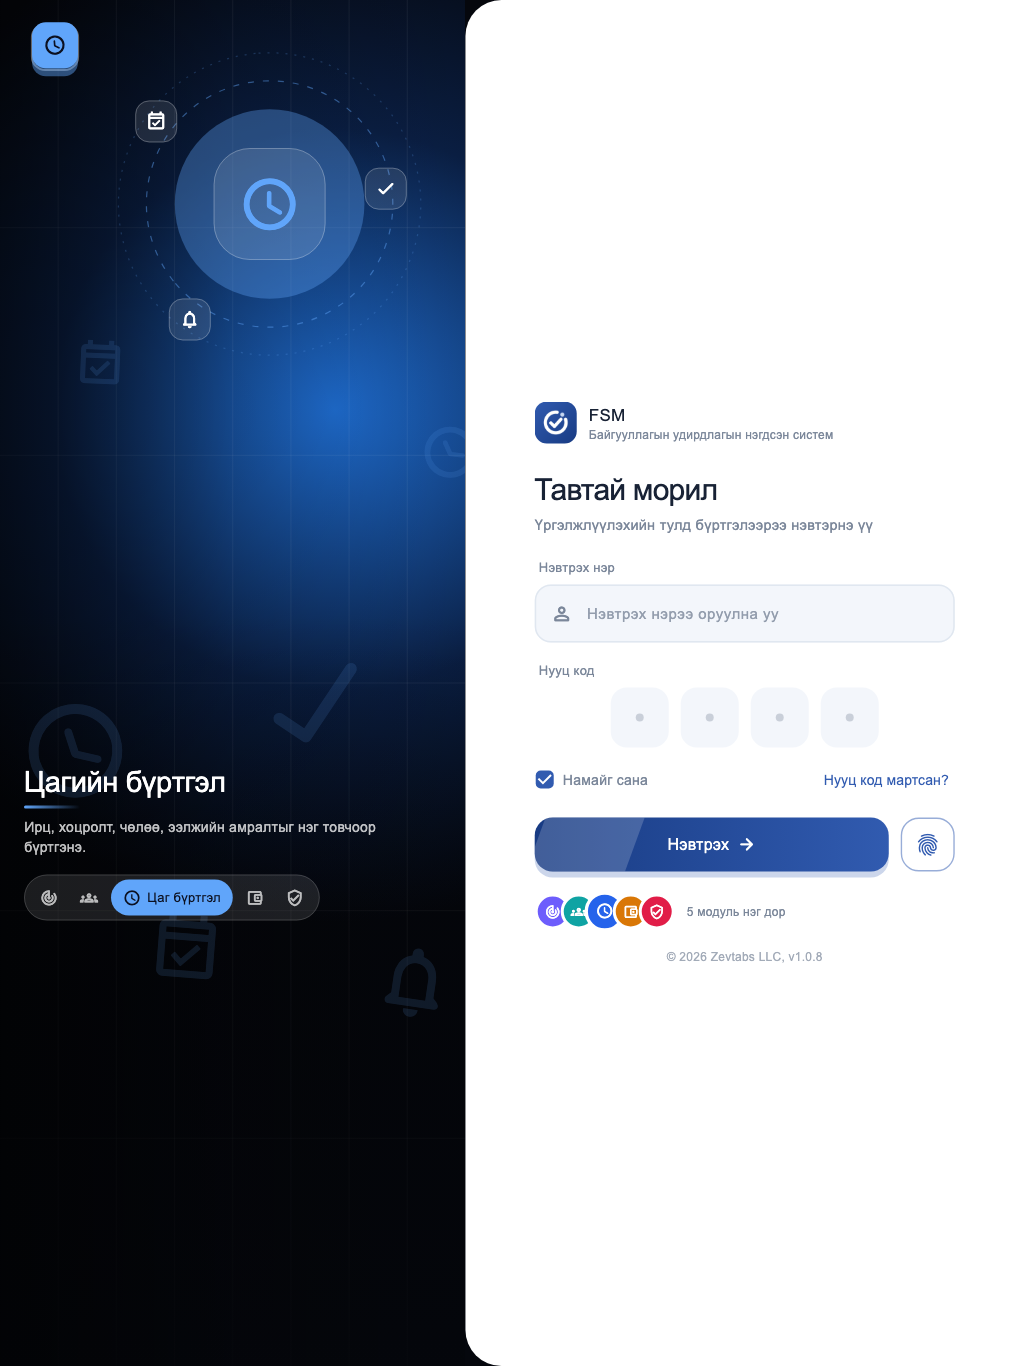 Цагийн бүртгэл
Ирц, хоцролт, чөлөө, ээлжийн амралтыг нэг товчоор
бүртгэнэ.
Цаг бүртгэл
FSM
Байгууллагын удирдлагын нэгдсэн систем
Тавтай морил
Үргэлжлүүлэхийн тулд бүртгэлээрээ нэвтэрнэ үү
Нэвтрэх нэр
Нэвтрэх нэрээ оруулна уу
Нууц код
Намайг сана
Нууц код мартсан?
Нэвтрэх
5 модуль нэг дор
© 2026 Zevtabs LLC, v1.0.8